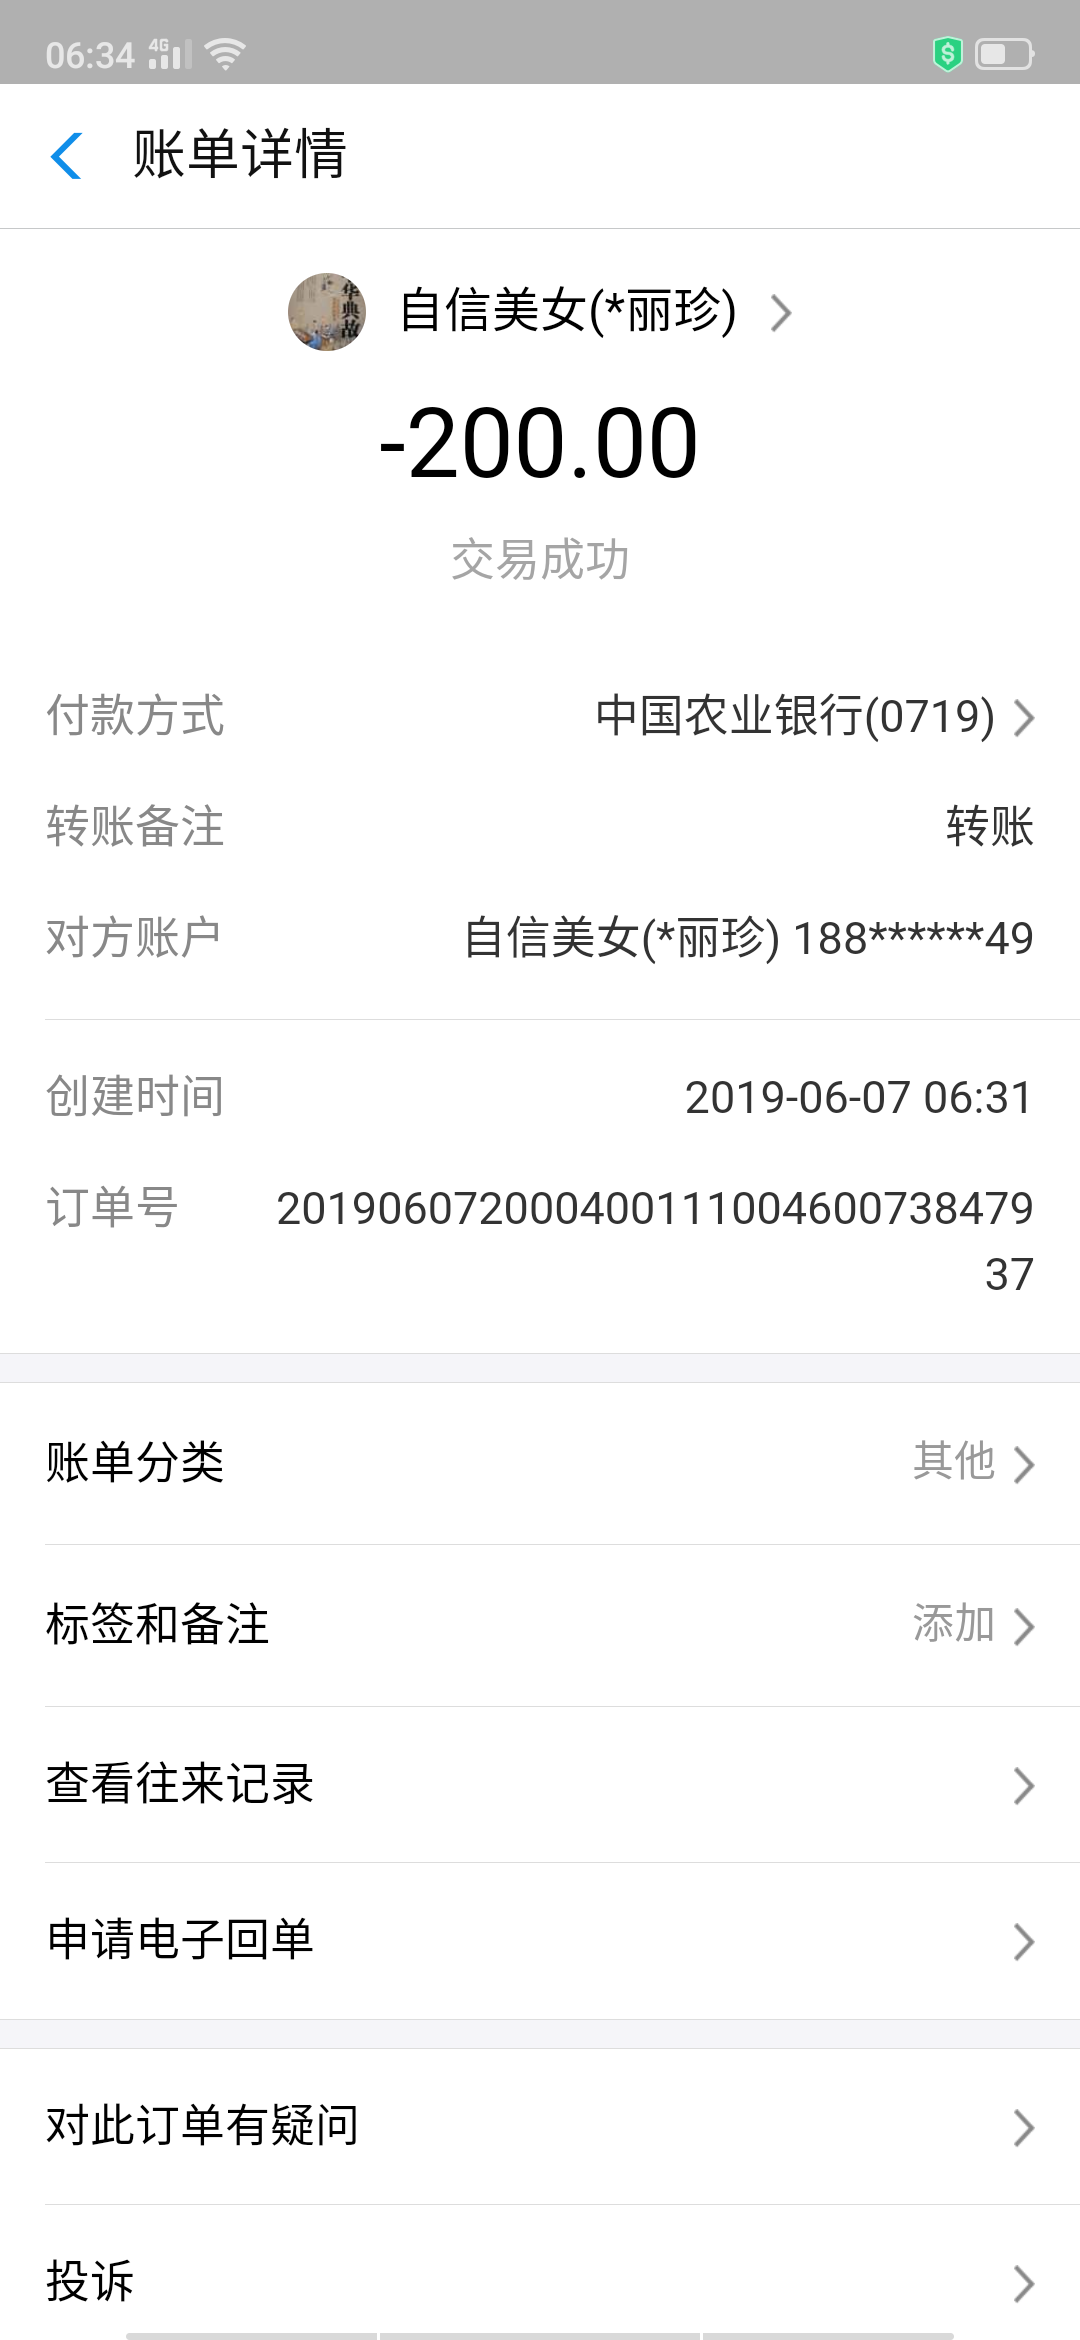 06:34 4G
账单详情
华典故
自信美女(*丽珍)
-200.00
交易成功
付款方式 中国农业银行(0719)
转账备注 转账
对方账户 自信美女(*丽珍) 188******49
创建时间 2019-06-07 06:31
订单号 201906072000400111004600738479
37
账单分类 其他
标签和备注 添加
查看往来记录
申请电子回单
对此订单有疑问
投诉